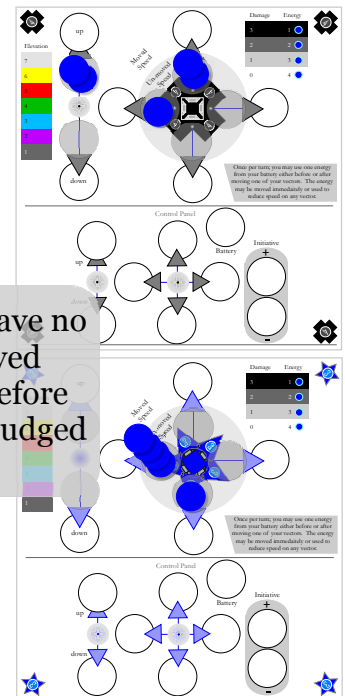 up
Elevation
7
6
4
3
2
1
down
Moved
Speed
Un-moved
Speed
Damage Energy
3 1
2 2
1 3
0 4
Once per turn, you may use one energy
from your battery either before or after
moving one of your vectors. The energy
may be moved immediately or used to
reduce speed on any vector.
Control Panel
up
down
Battery
Initiative
+
-
ave no
yed
efore
udged
1
down
Moved
Speed
n-moved
Speed
Damage Energy
3 1
2 2
1 3
0 4
Once per turn, you may use one energy
from your battery either before or after
moving one of your vectors. The energy
may be moved immediately or used to
reduce speed on any vector.
Control Panel
up
down
Battery
Initiative
+
-